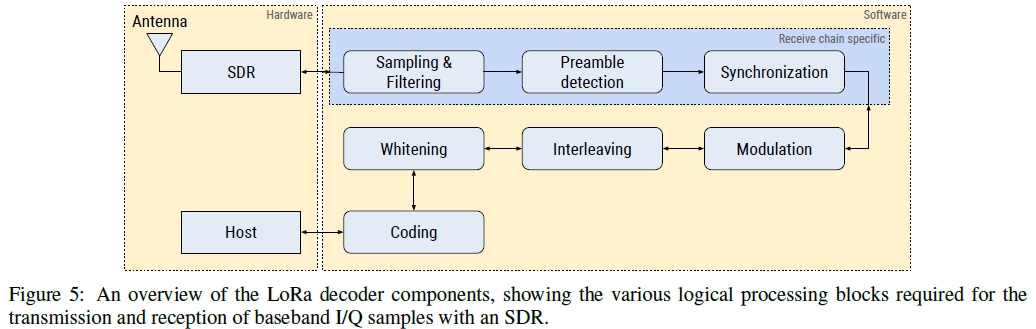 Hardware
Software
Antenna
Receive chain specific
SDR
Sampling &
Filtering
Preamble
detection
Synchronization
Whitening
Interleaving
Modulation
Host
Coding
Figure 5: An overview of the LoRa decoder components, showing the various logical processing blocks required for the
transmission and reception of baseband I/Q samples with an SDR.